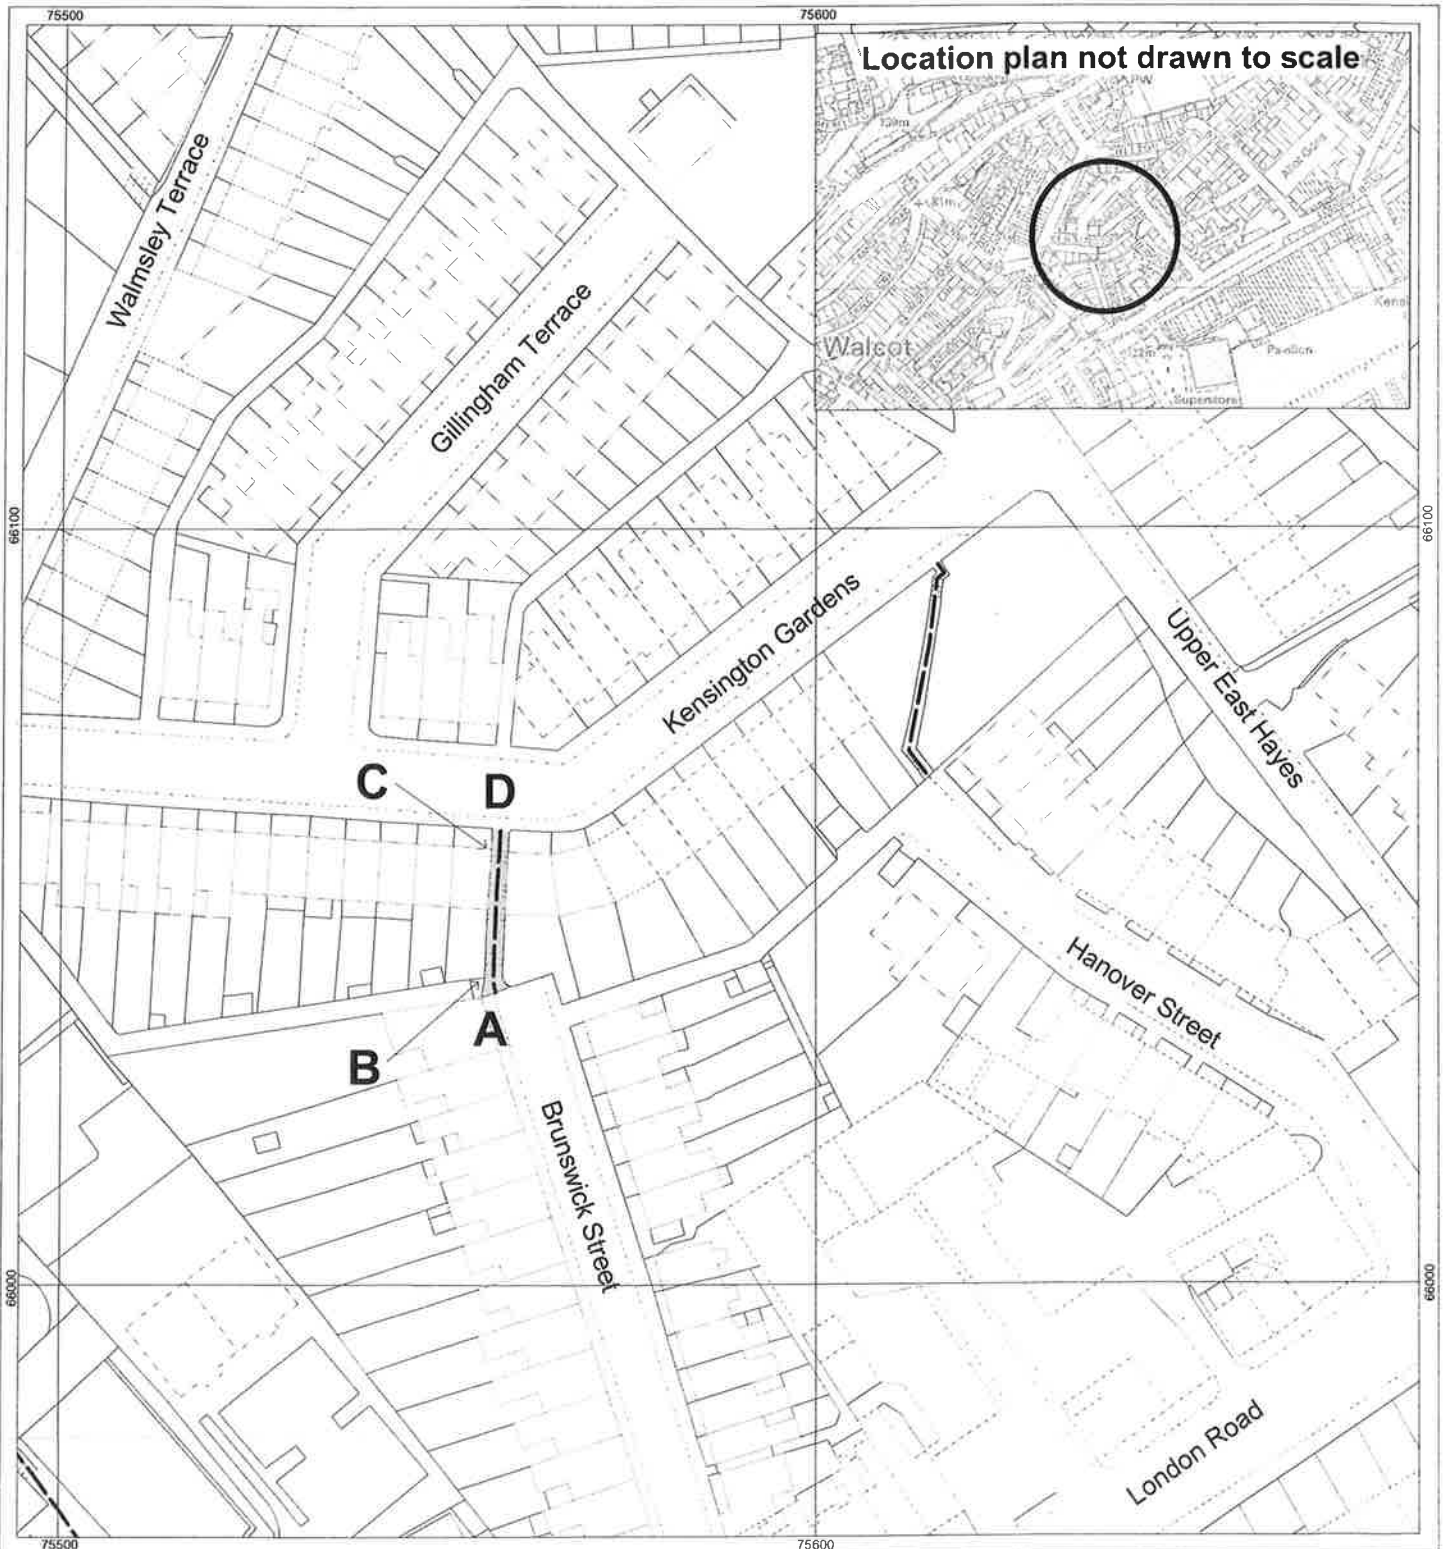 75500
75600
Location plan not drawn to scale
Walcot
Pavilion
Superstore
Walmsley Terrace
Gillingham Terrace
66100
66100
Kensington Gardens
Upper East Hayes
C
D
B
A
Hanover Street
Brunswick Street
66000
66000
London Road
75500
75600